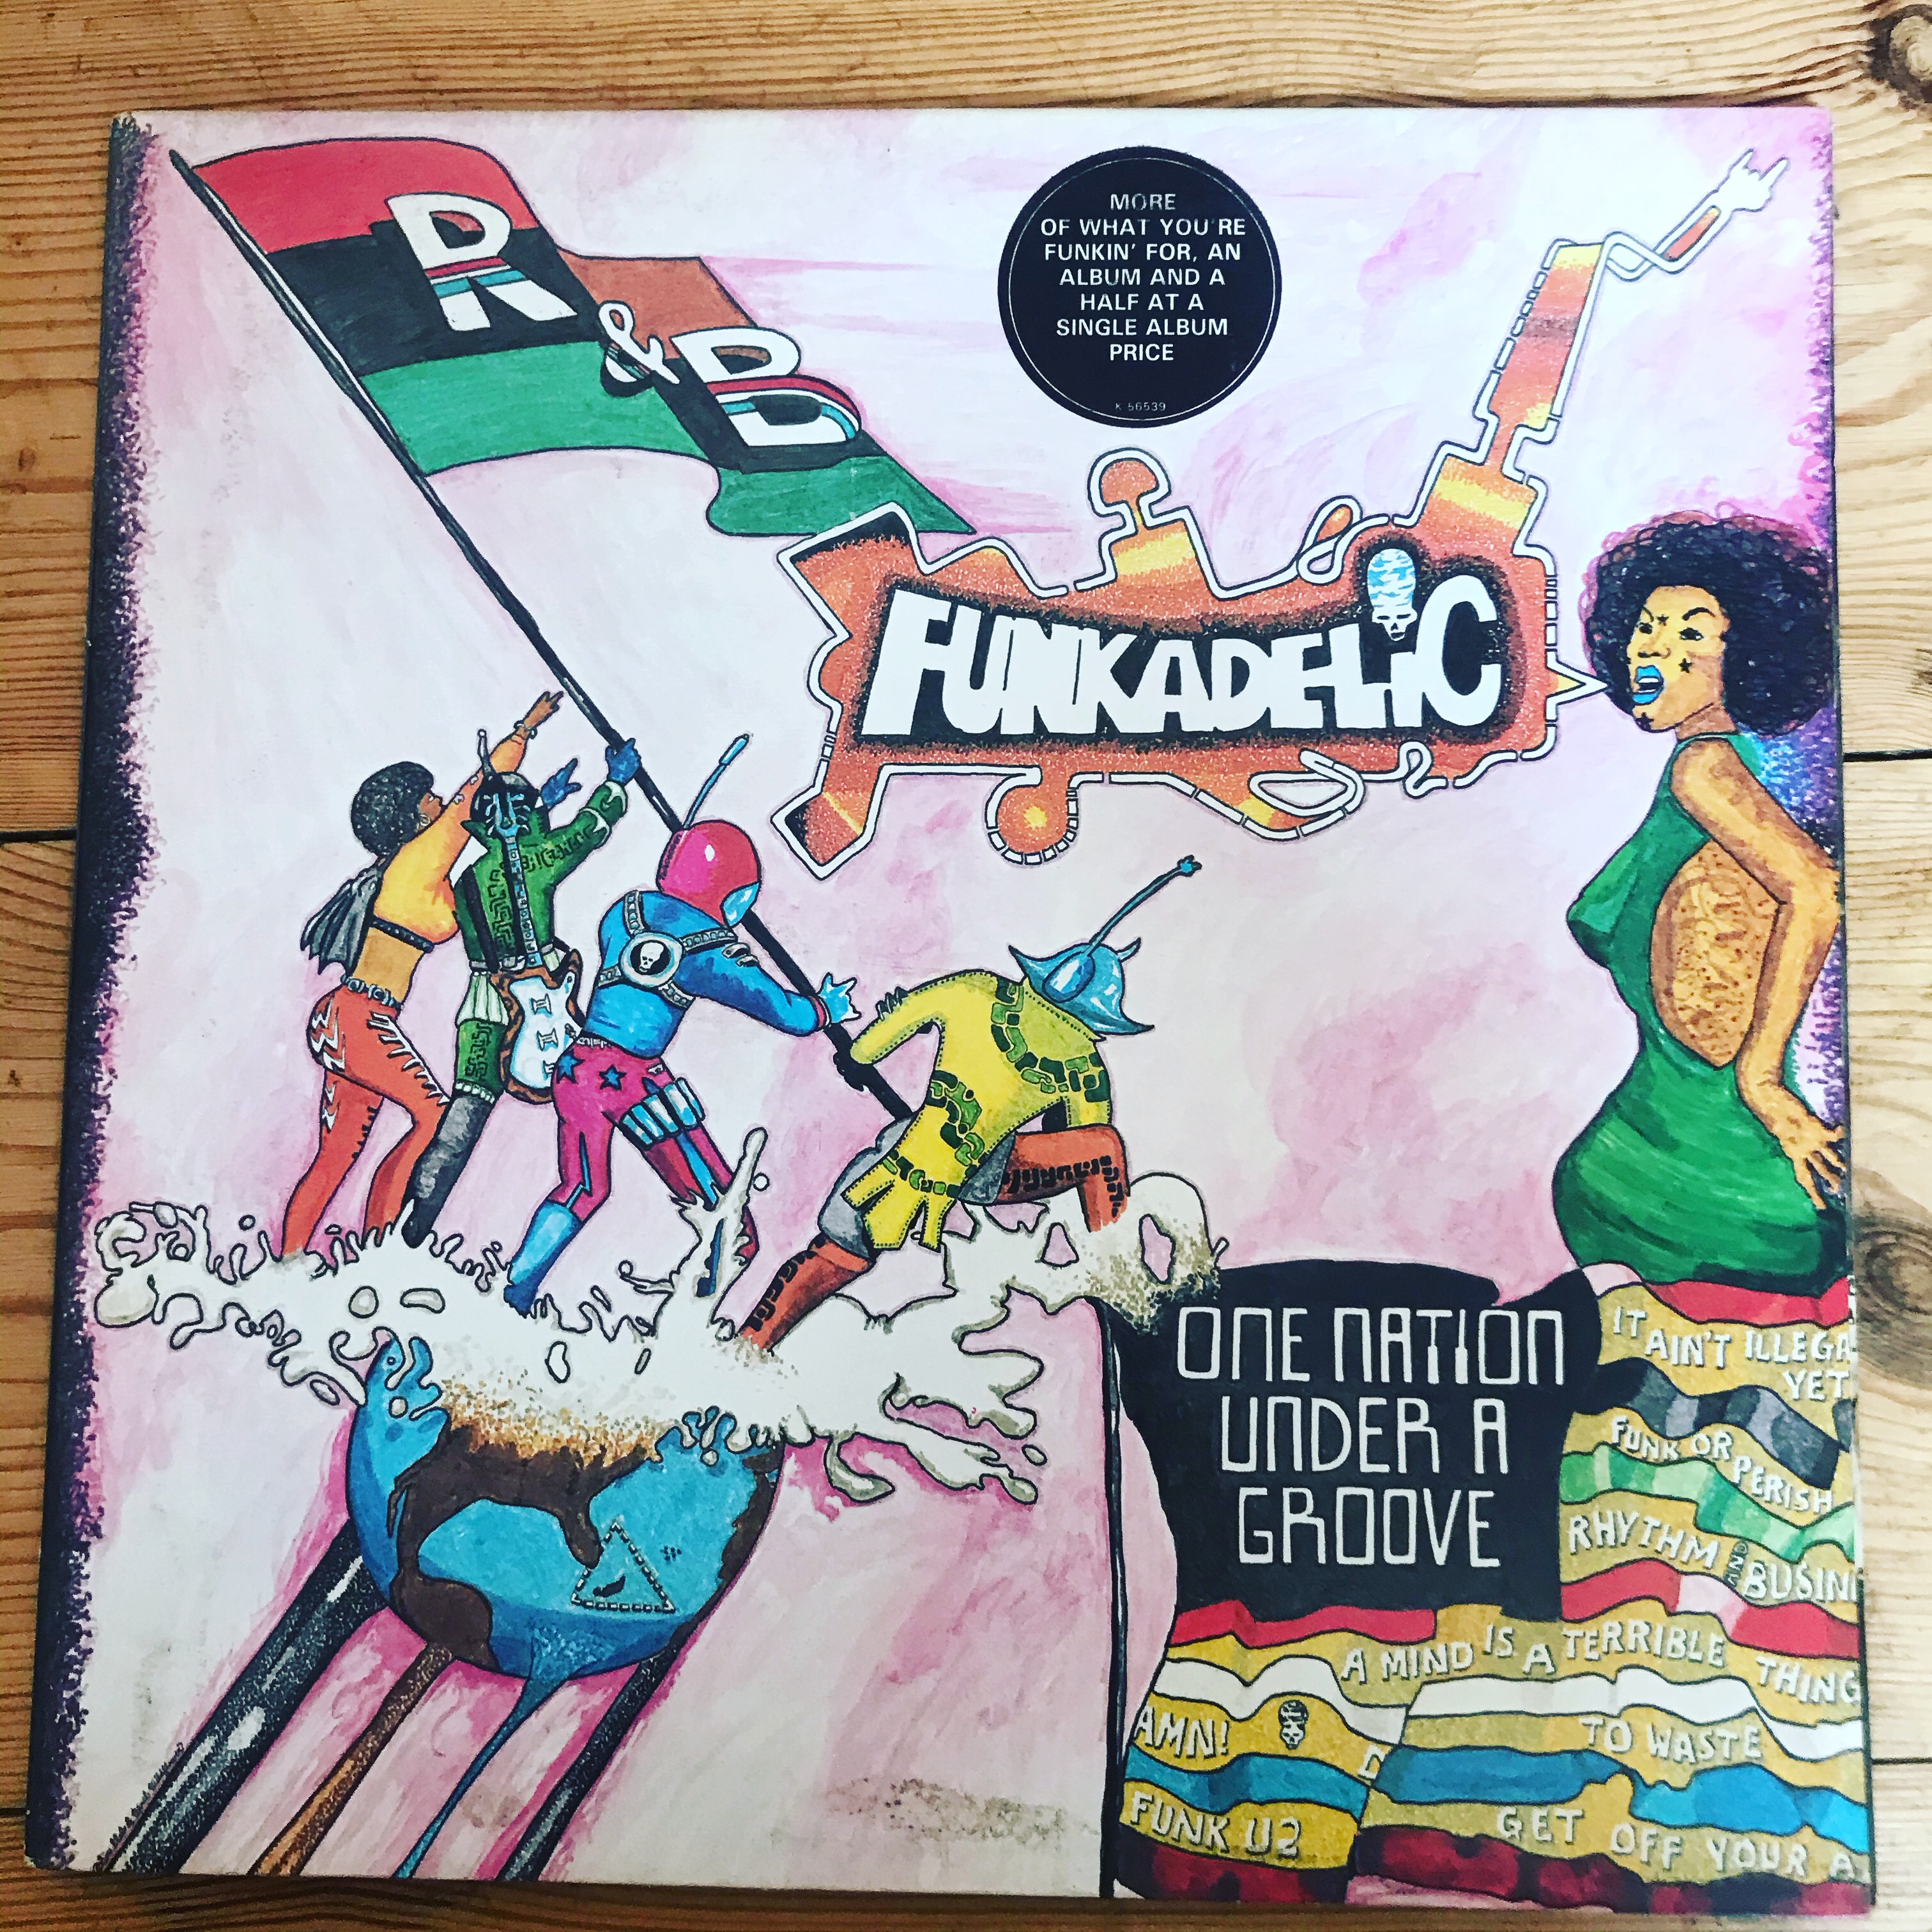 R & B
MORE
OF WHAT YOU'RE
FUNKIN' FOR, AN
ALBUM AND A
HALF AT A
SINGLE ALBUM
PRICE
K 56539
FUNKADELiC
ONE NATION
UNDER A
GROOVE
IT AIN'T ILLEGA
YET
FUNK OR PERISH
RHYTHM AND BUSIN
A MIND IS A TERRIBLE THING
TO WASTE
AMN! D
FUNK U2
GET OFF YOUR A